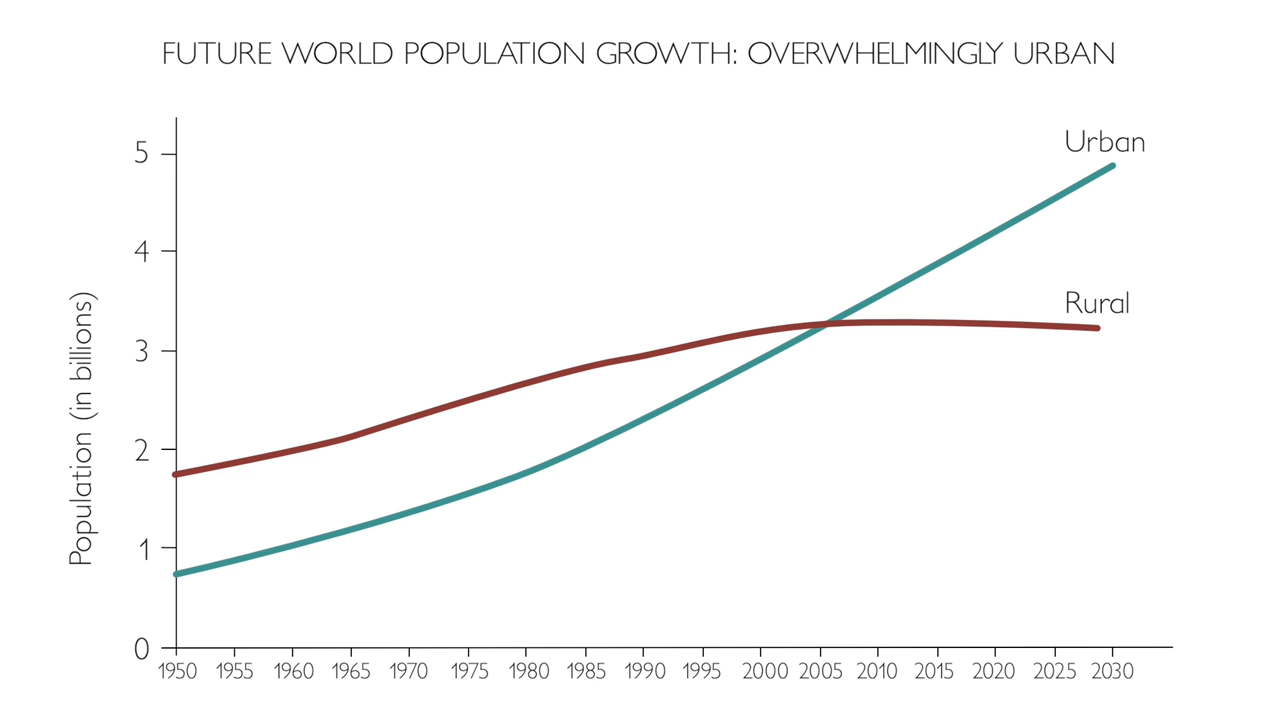 FUTURE WORLD POPULATION GROWTH: OVERWHELMINGLY URBAN
Urban
Rural
Population (in billions)
5
4
3
2
1
0
1950 1955 1960 1965 1970 1975 1980 1985 1990 1995 2000 2005 2010 2015 2020 2025 2030